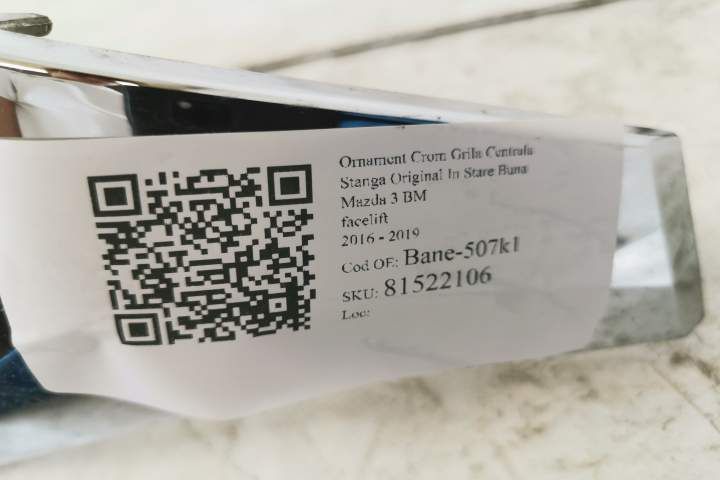 Ornament Crom Grila Centrala
Stanga Original In Stare Buna
Mazda 3 BM
facelift
2016 - 2019
Cod OE: Bane-507k1
SKU: 81522106
Loc: